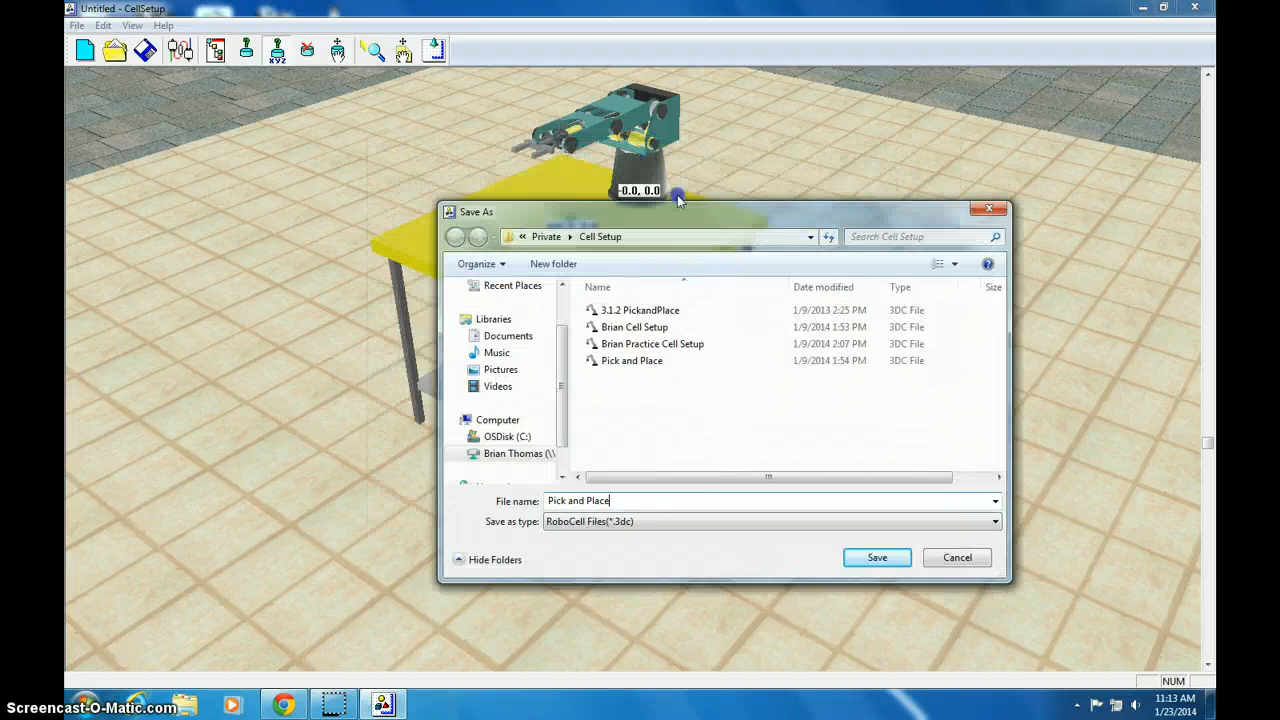 Untitled - CellSetup
File Edit View Help
xyz
-0.0, 0.0
Save As
« Private Cell Setup
Search Cell Setup
Organize New folder
Recent Places
Libraries
Documents
Music
Pictures
Videos
Computer
OSDisk (C:)
Brian Thomas (\\
Name Date modified Type Size
3.1.2 PickandPlace 1/9/2013 2:25 PM 3DC File
Brian Cell Setup 1/9/2014 1:53 PM 3DC File
Brian Practice Cell Setup 1/9/2014 2:07 PM 3DC File
Pick and Place 1/9/2014 1:54 PM 3DC File
File name: Pick and Place
Save as type: RoboCell Files(*.3dc)
Hide Folders Save Cancel
NUM
11:13 AM
1/23/2014
Screencast-O-Matic.com